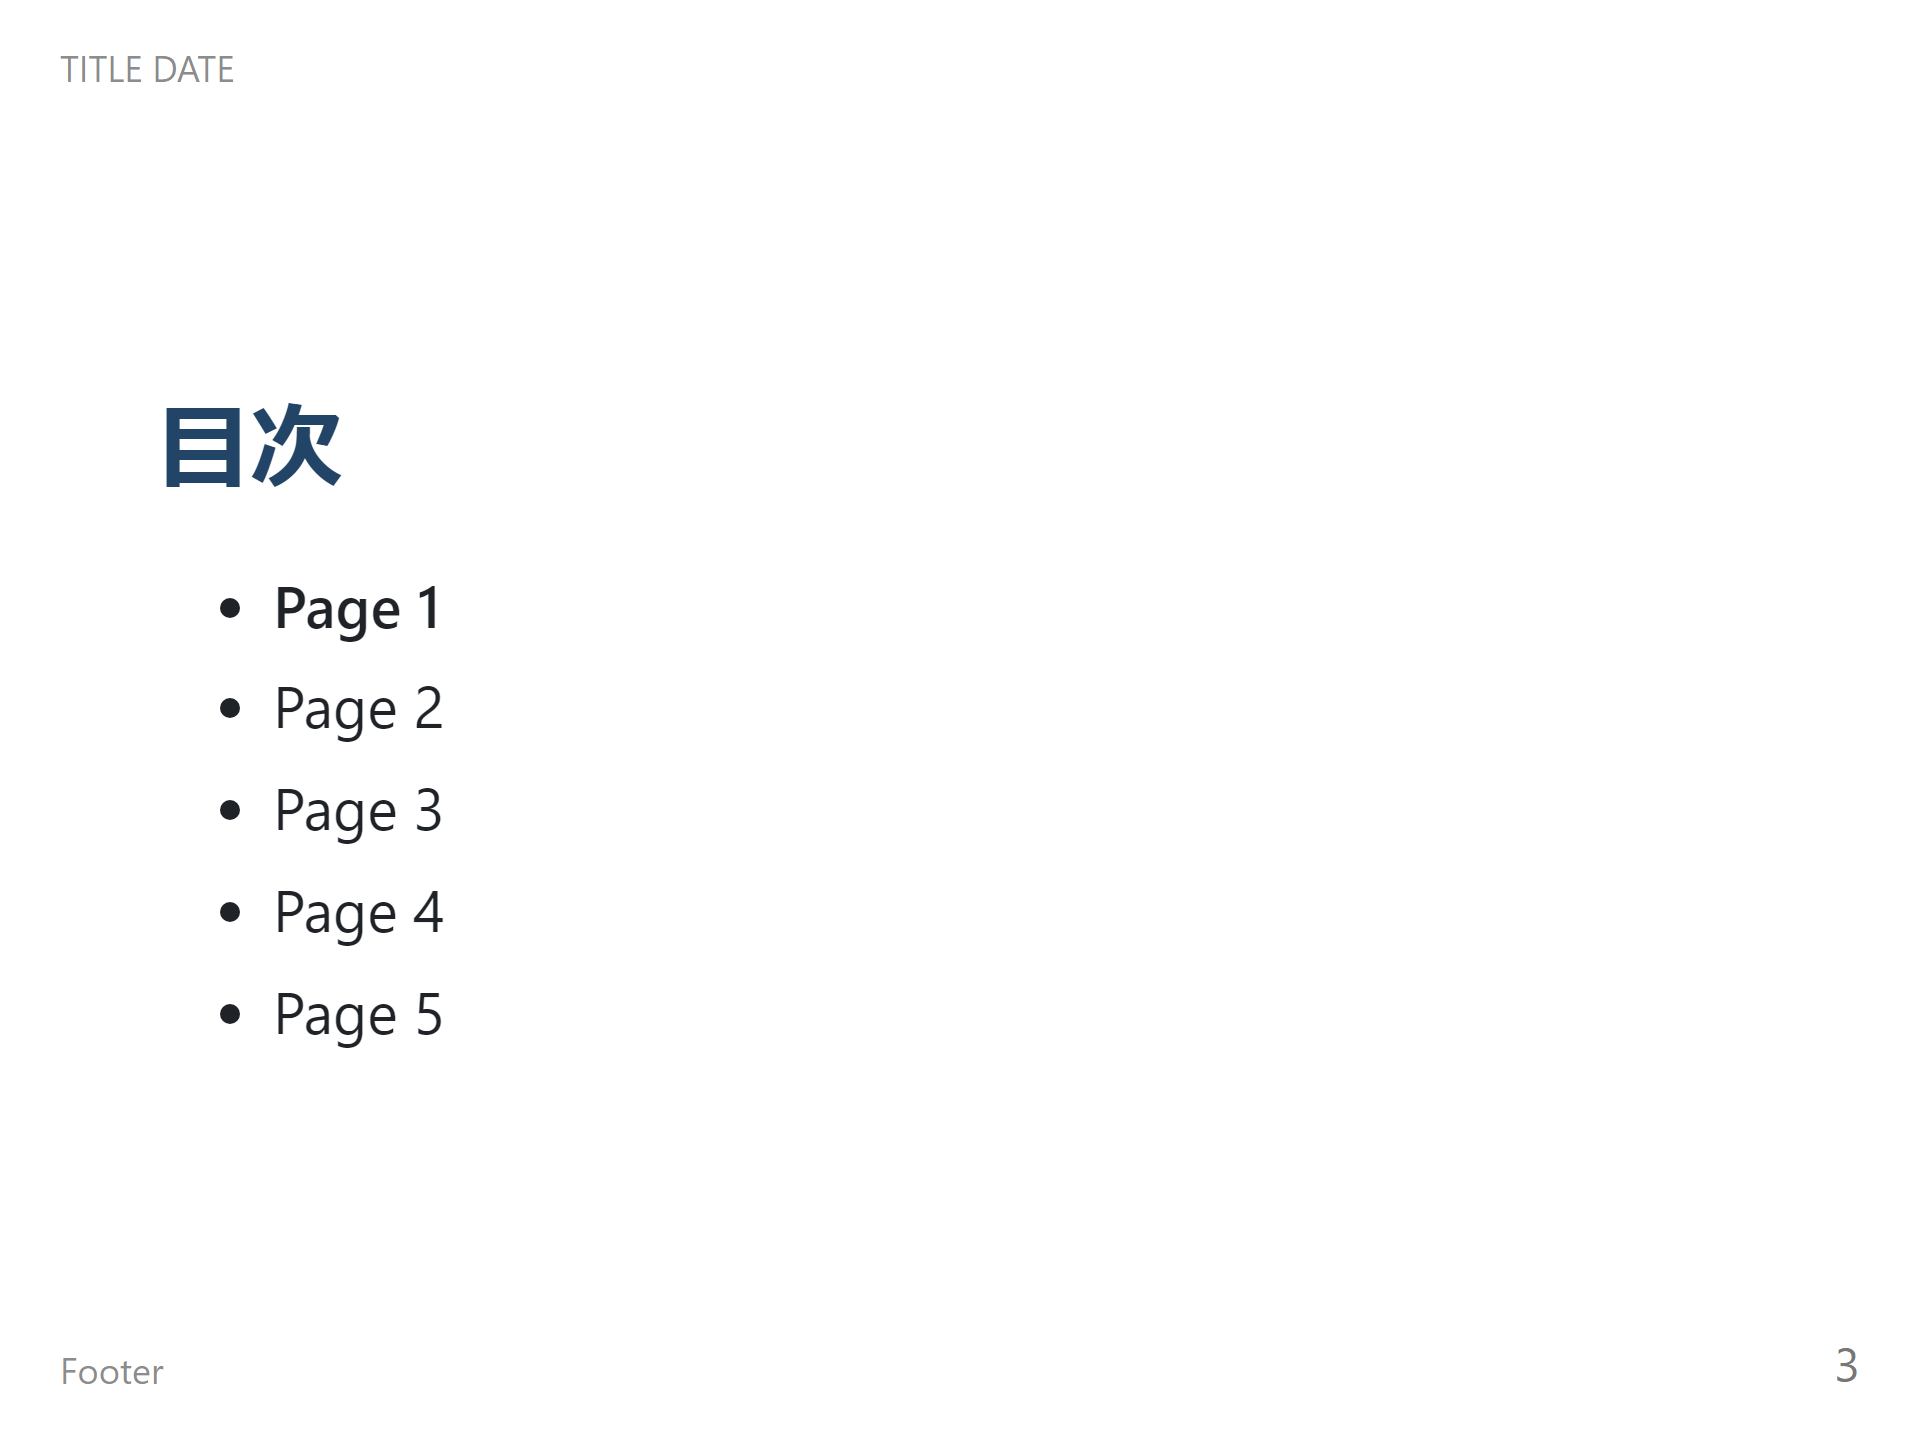 TITLE DATE
目次
• Page 1
• Page 2
• Page 3
• Page 4
• Page 5
Footer
3